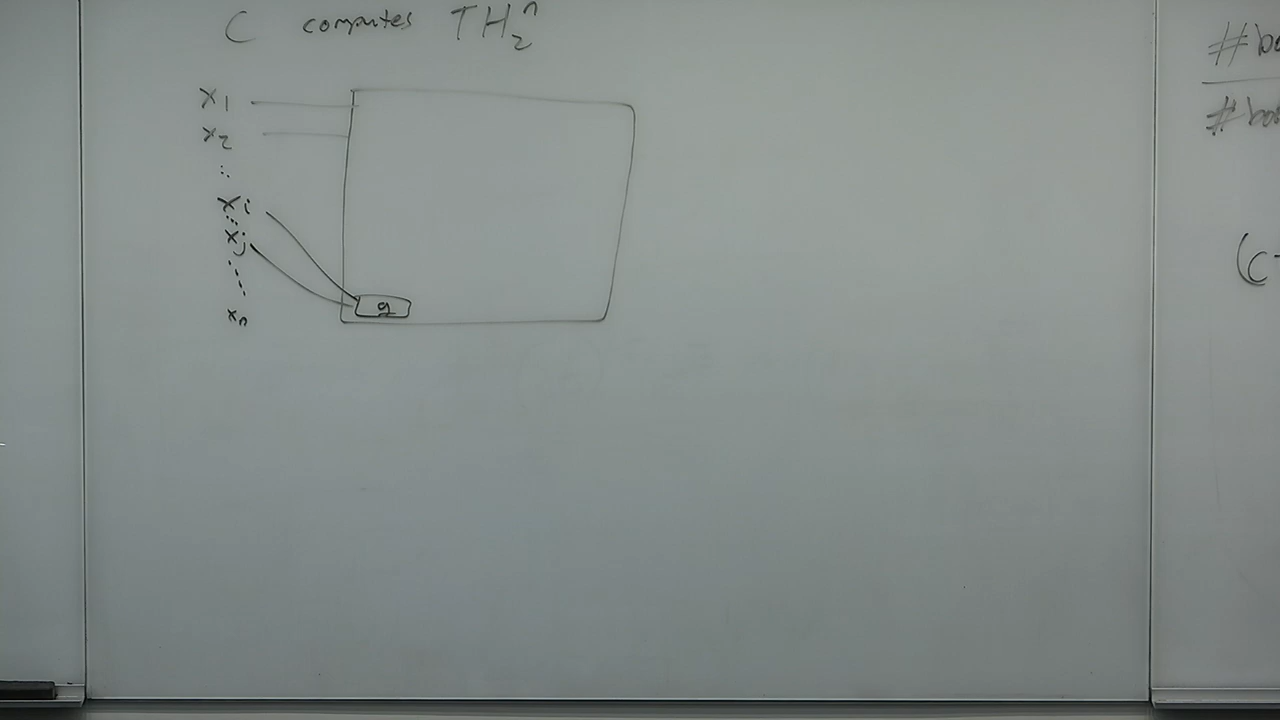 C computes TH₂ⁿ
x₁
x₂
..
xᵢ
...
xⱼ
.....
xₙ
g
#bo
#bo
(c-